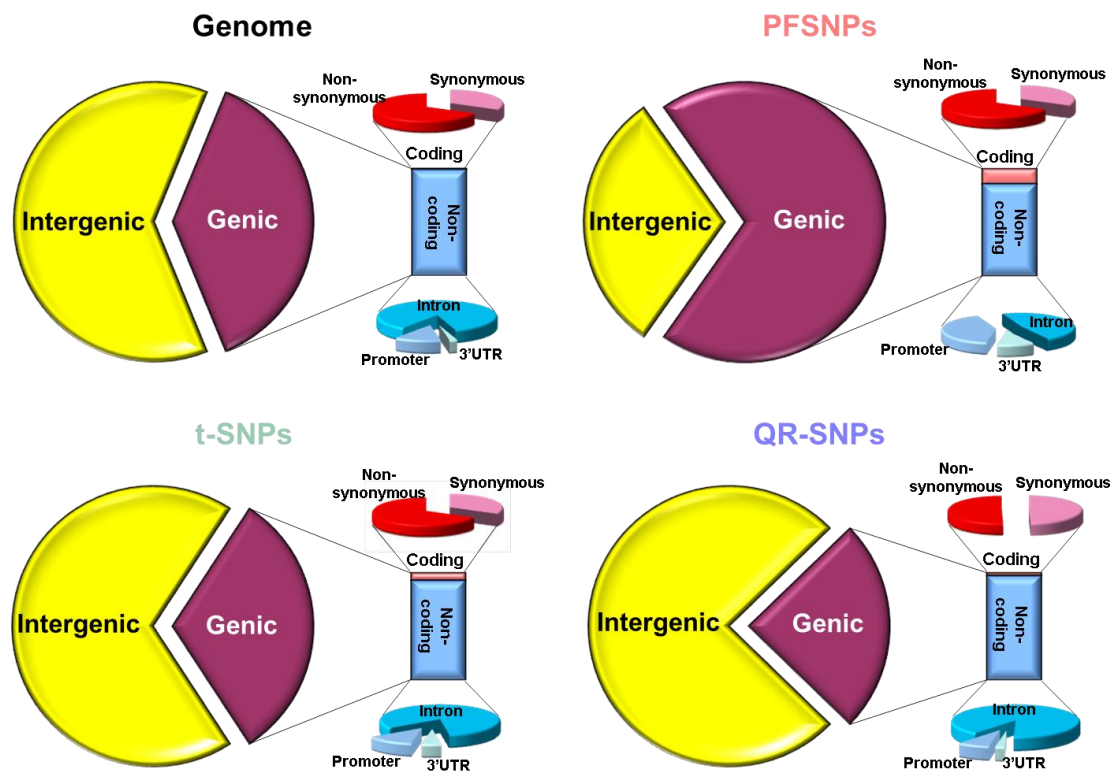 Genome
Non-
synonymous
Synonymous
Coding
Intergenic
Genic
Non-
coding
Intron
Promoter
3'UTR
PFSNPs
Non-
synonymous
Synonymous
Coding
Intergenic
Genic
Non-
coding
Intron
Promoter
3'UTR
t-SNPs
Non-
synonymous
Synonymous
Coding
Intergenic
Genic
Non-
coding
Intron
Promoter
3'UTR
QR-SNPs
Non-
synonymous
Synonymous
Coding
Intergenic
Genic
Non-
coding
Intron
Promoter
3'UTR